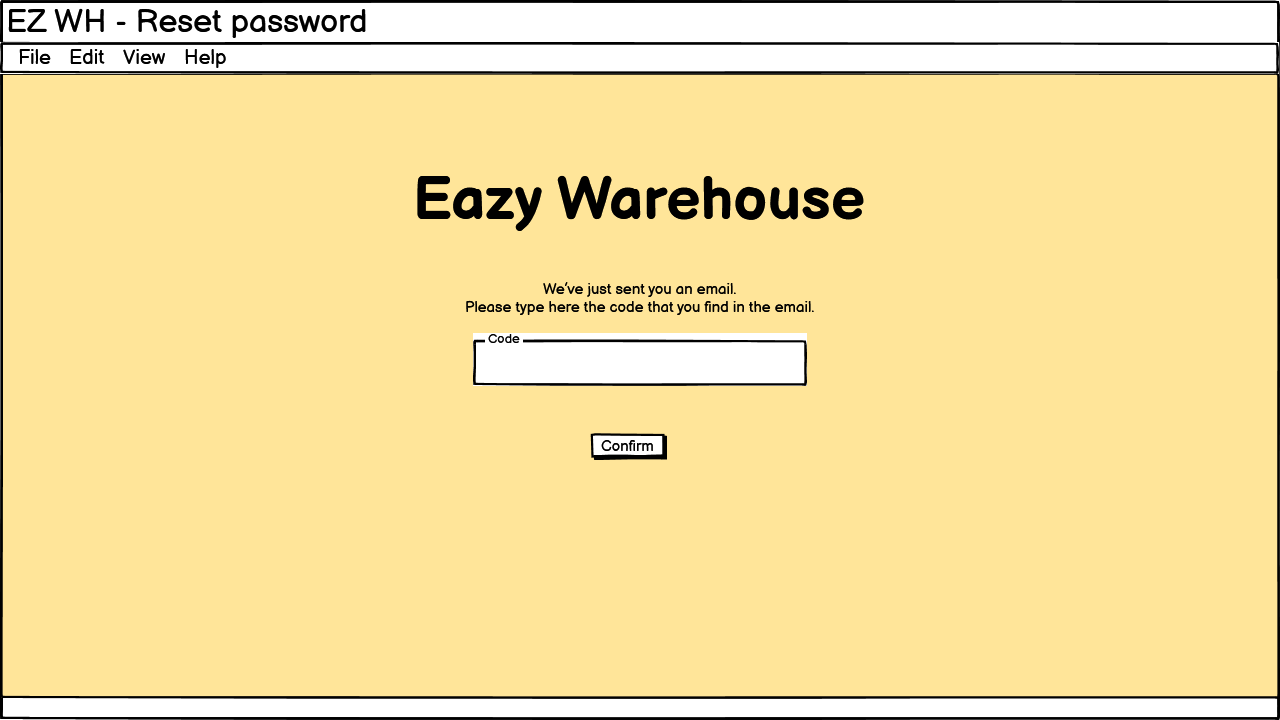 EZ WH - Reset password
File Edit View Help
Eazy Warehouse
We've just sent you an email.
Please type here the code that you find in the email.
Code
Confirm